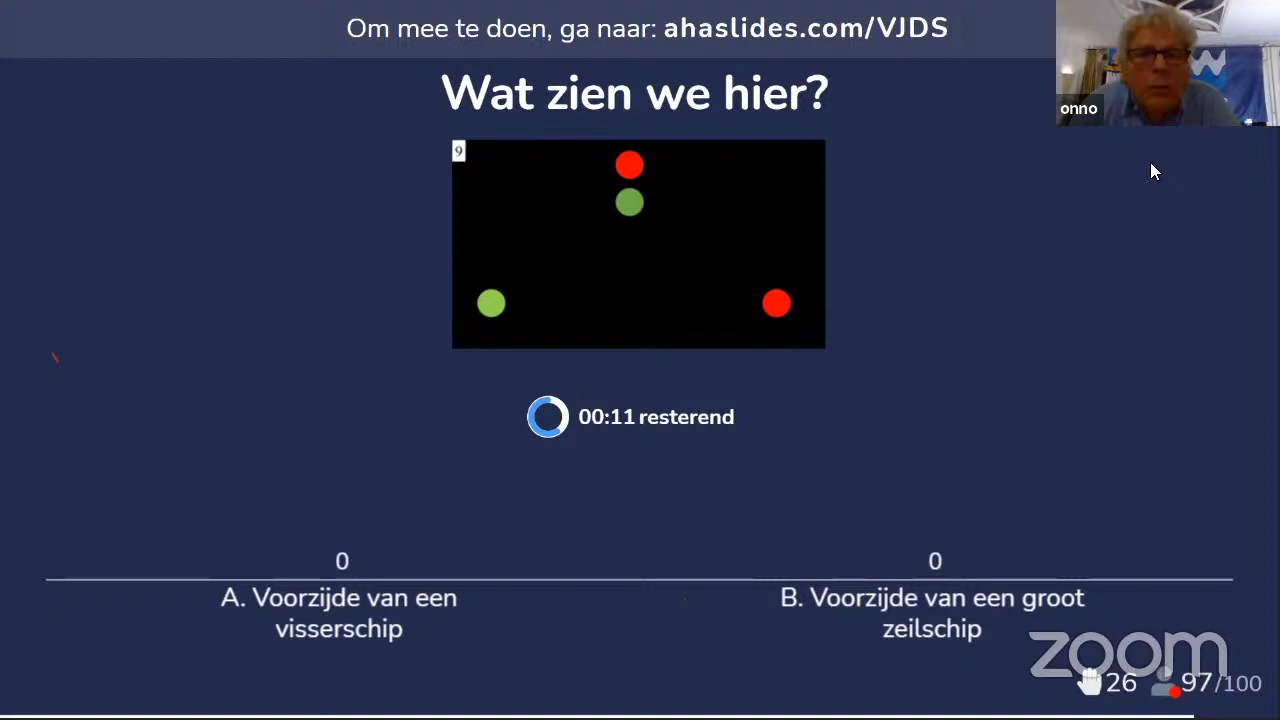 Om mee te doen, ga naar: ahaslides.com/VJDS
Wat zien we hier?
onno
9
00:11 resterend
0
0
A. Voorzijde van een
visserschip
B. Voorzijde van een groot
zeilschip
zoom
26
97/100